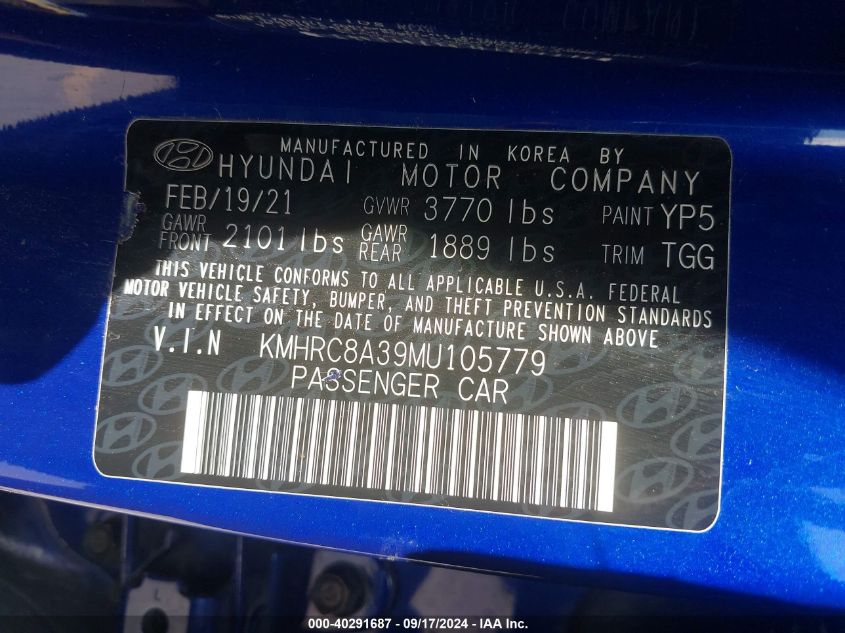 MANUFACTURED IN KOREA BY
HYUNDAI MOTOR COMPANY
FEB/19/21 GVWR 3770 lbs PAINT YP5
GAWR FRONT 2101 lbs GAWR REAR 1889 lbs TRIM TGG
THIS VEHICLE CONFORMS TO ALL APPLICABLE U.S.A. FEDERAL
MOTOR VEHICLE SAFETY, BUMPER, AND THEFT PREVENTION STANDARDS
IN EFFECT ON THE DATE OF MANUFACTURE SHOWN ABOVE
V.I.N KMHRC8A39MU105779
PASSENGER CAR
000-40291687 - 09/17/2024 - IAA, Inc.